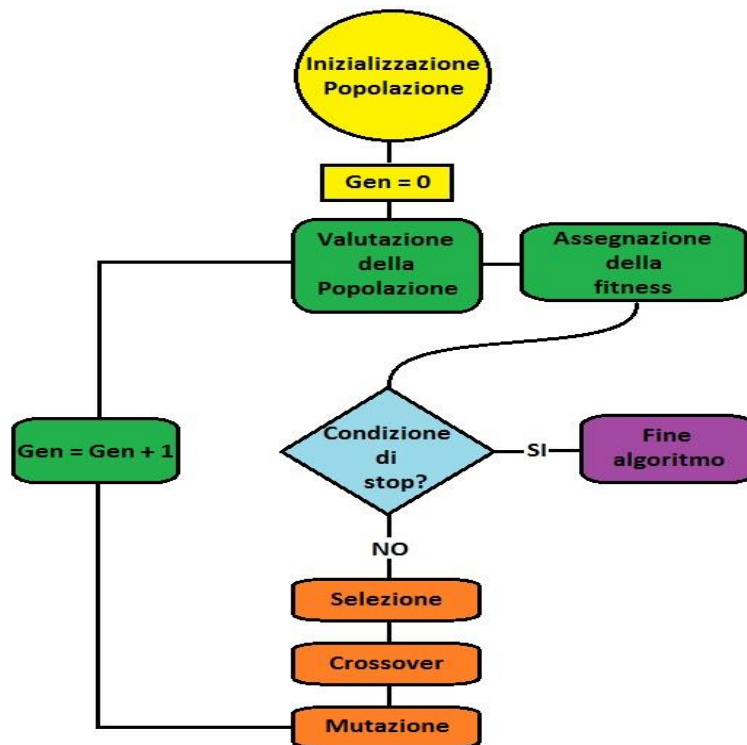 Inizializzazione
Popolazione
Gen = 0
Valutazione
della
Popolazione
Assegnazione
della
fitness
Condizione
di
stop?
SI
Fine
algoritmo
NO
Selezione
Crossover
Mutazione
Gen = Gen + 1